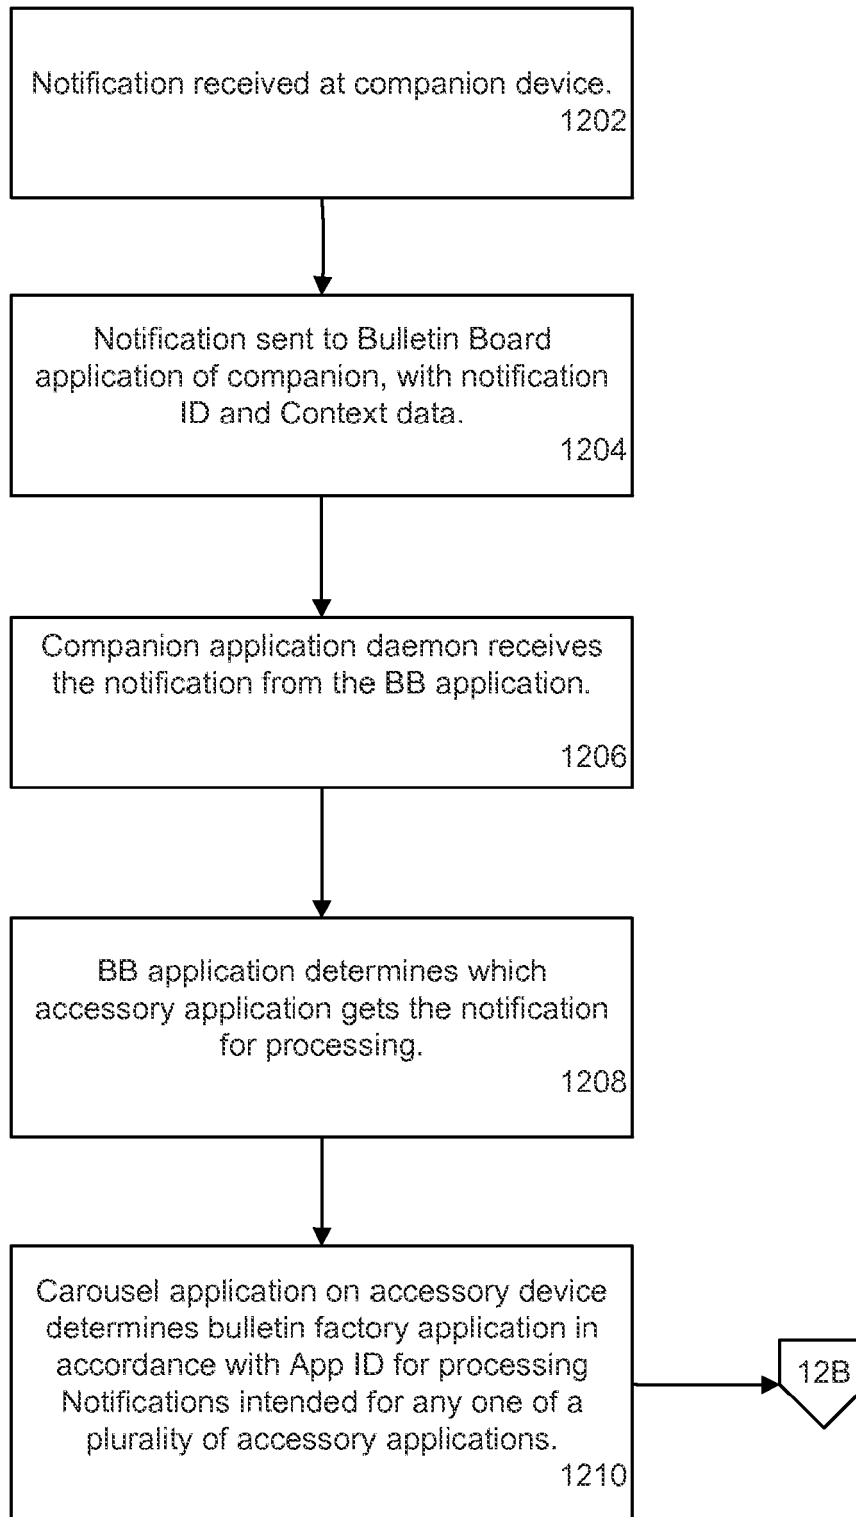 Notification received at companion device.
1202
Notification sent to Bulletin Board
application of companion, with notification
ID and Context data.
1204
Companion application daemon receives
the notification from the BB application.
1206
BB application determines which
accessory application gets the notification
for processing.
1208
Carousel application on accessory device
determines bulletin factory application in
accordance with App ID for processing
Notifications intended for any one of a
plurality of accessory applications.
1210
12B